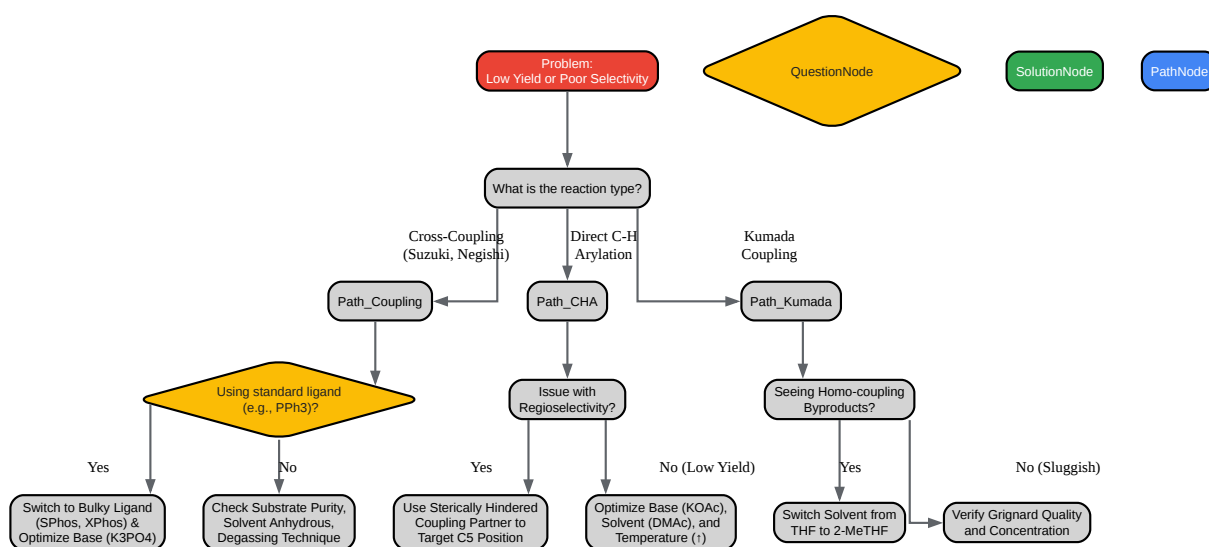 Problem:
Low Yield or Poor Selectivity
QuestionNode
SolutionNode
PathNode
What is the reaction type?
Cross-Coupling
(Suzuki, Negishi)
Direct C-H
Arylation
Kumada
Coupling
Path_Coupling
Path_CHA
Path_Kumada
Using standard ligand
(e.g., PPh3)?
Issue with
Regioselectivity?
Seeing Homo-coupling
Byproducts?
Yes
No
Yes
No (Low Yield)
Yes
No (Sluggish)
Switch to Bulky Ligand
(SPhos, XPhos) &
Optimize Base (K3PO4)
Check Substrate Purity,
Solvent Anhydrous,
Degassing Technique
Use Sterically Hindered
Coupling Partner to
Target C5 Position
Optimize Base (KOAc),
Solvent (DMAc), and
Temperature (↑)
Switch Solvent from
THF to 2-MeTHF
Verify Grignard Quality
and Concentration